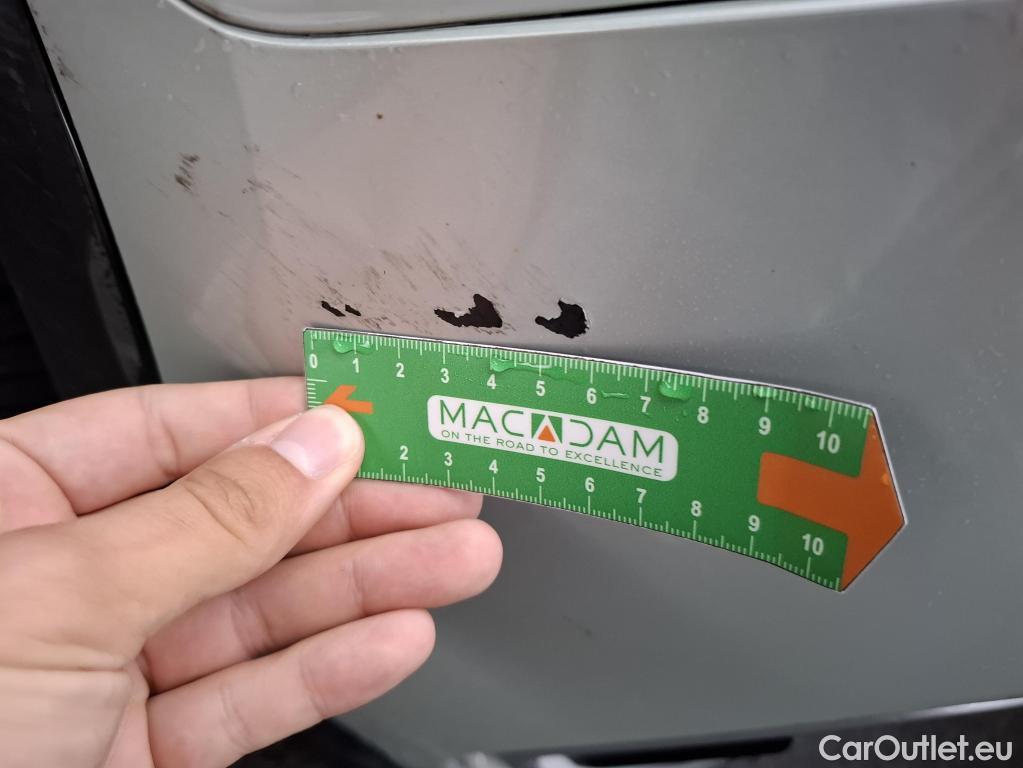 0 1 2 3 4 5 6 7 8 9 10
MACADAM
ON THE ROAD TO EXCELLENCE
2 3 4 5 6 7 8 9 10
CarOutlet.eu